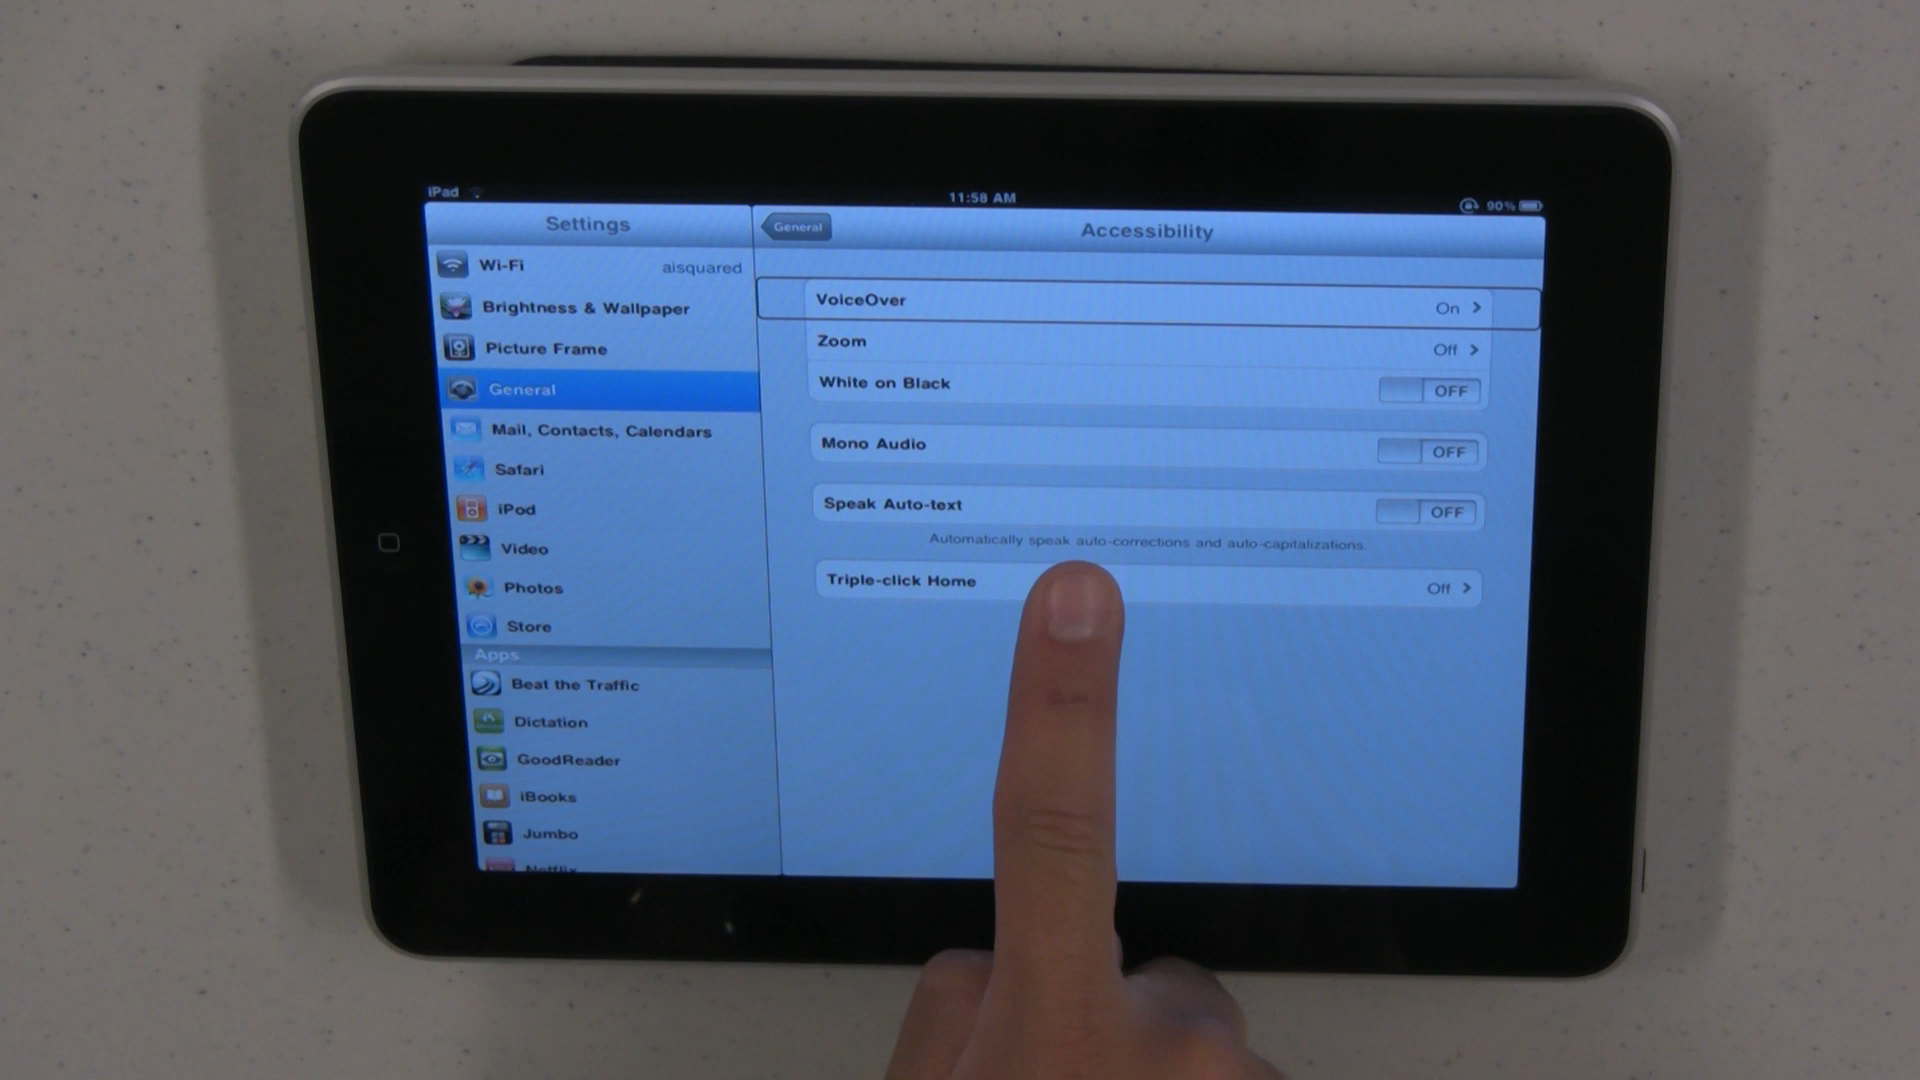 iPad
11:58 AM
90%
Settings
General
Accessibility
Wi-Fi
aisquared
Brightness & Wallpaper
Picture Frame
General
Mail, Contacts, Calendars
Safari
iPod
Video
Photos
Store
Apps
Beat the Traffic
Dictation
GoodReader
iBooks
Jumbo
Netflix
VoiceOver
On
Zoom
Off
White on Black
OFF
Mono Audio
OFF
Speak Auto-text
OFF
Automatically speak auto-corrections and auto-capitalizations.
Triple-click Home
Off